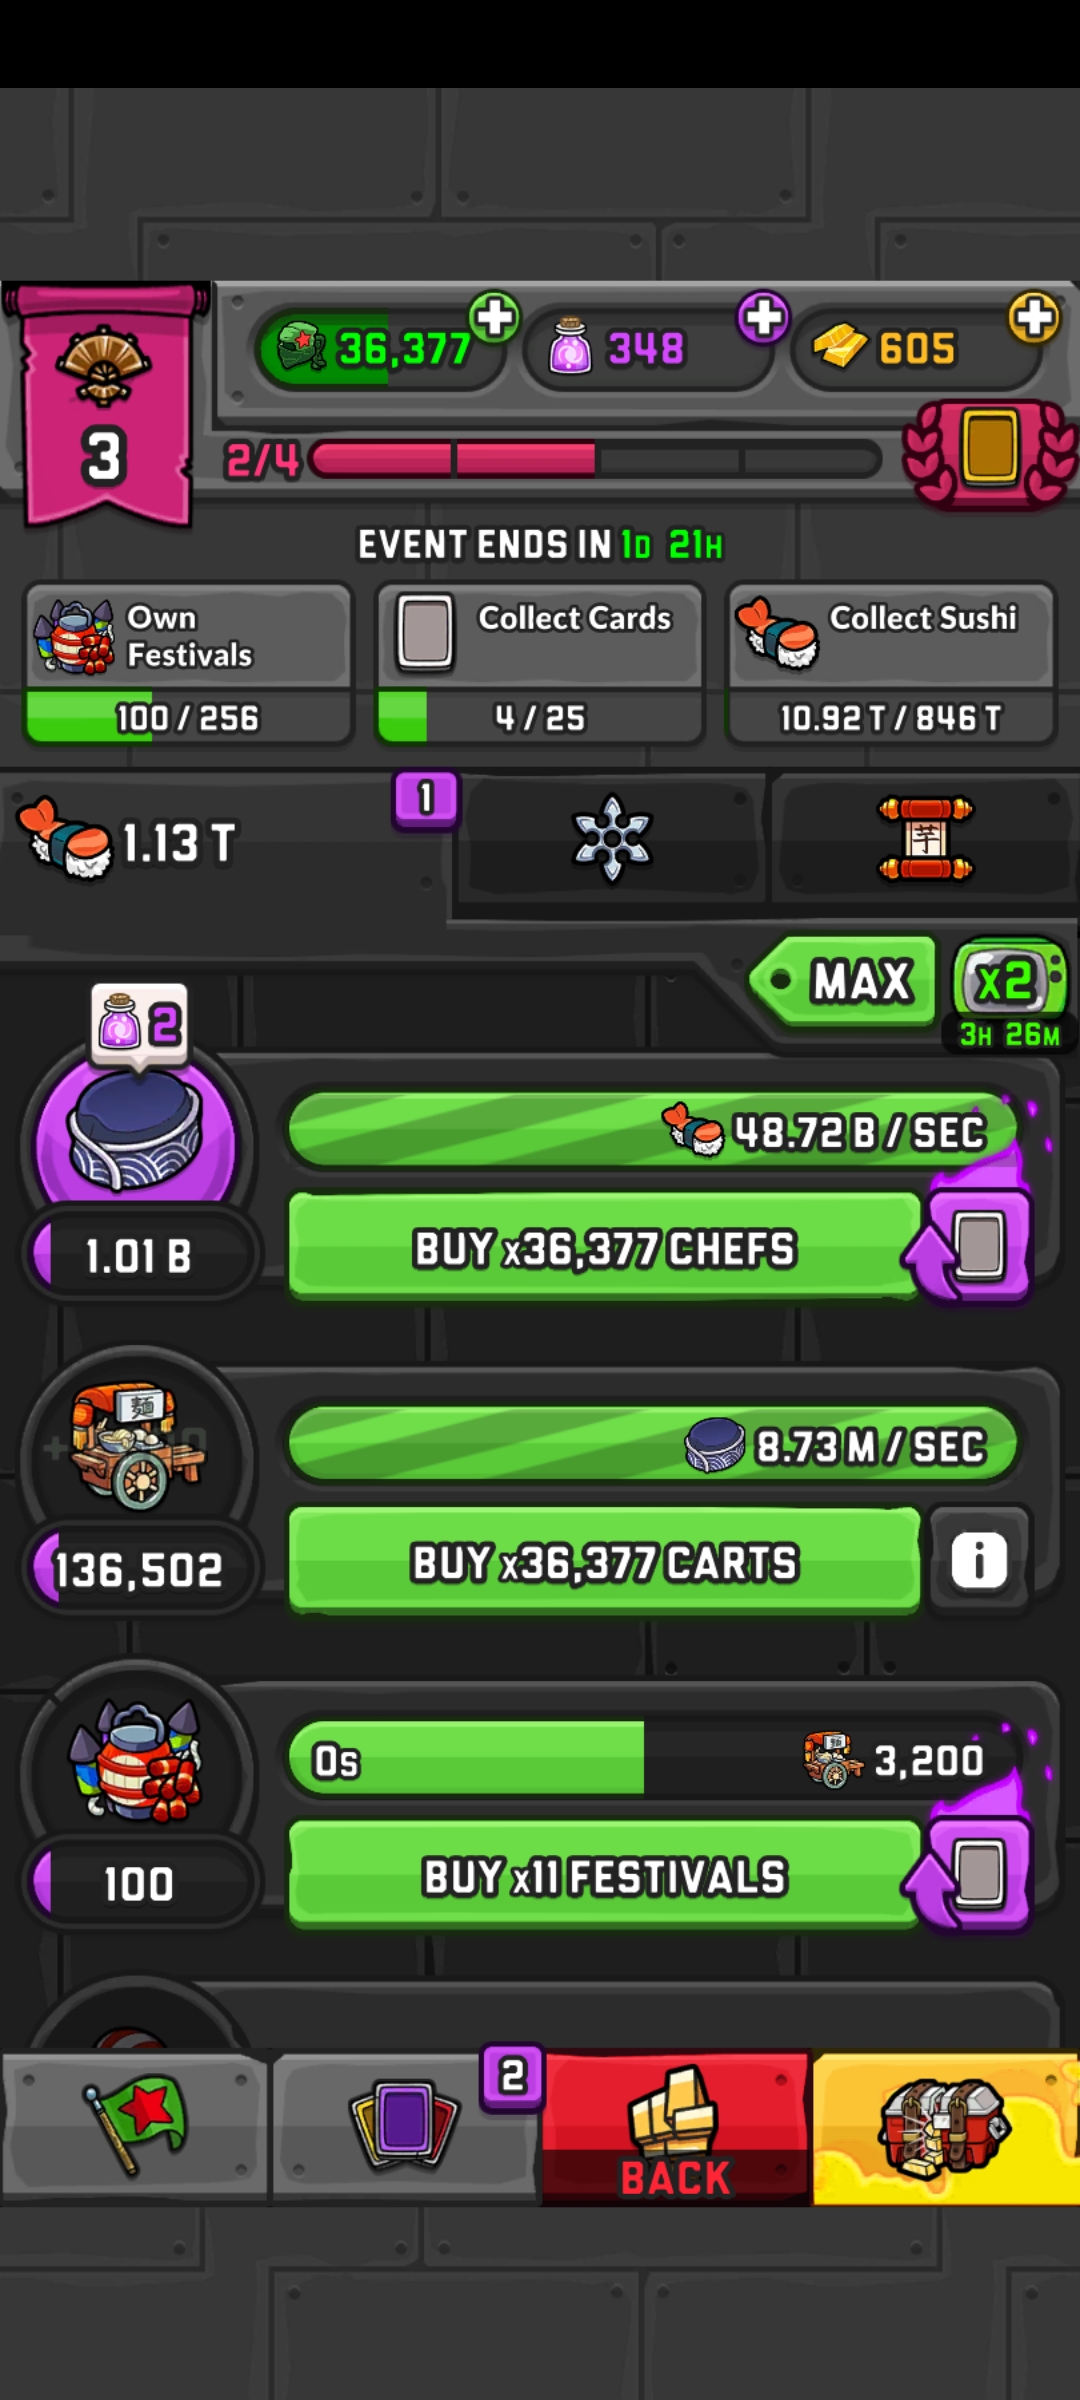 36,377
348
605
3
2/4
EVENT ENDS IN 1D 21H
Own
Festivals
Collect Cards
Collect Sushi
100 / 256
4 / 25
10.92 T / 846 T
1.13 T
1
芋
MAX
x2
3H 26M
2
48.72 B / SEC
1.01 B
BUY x36,377 CHEFS
麺
8.73 M / SEC
136,502
BUY x36,377 CARTS
i
0s
3,200
100
BUY x11 FESTIVALS
2
BACK